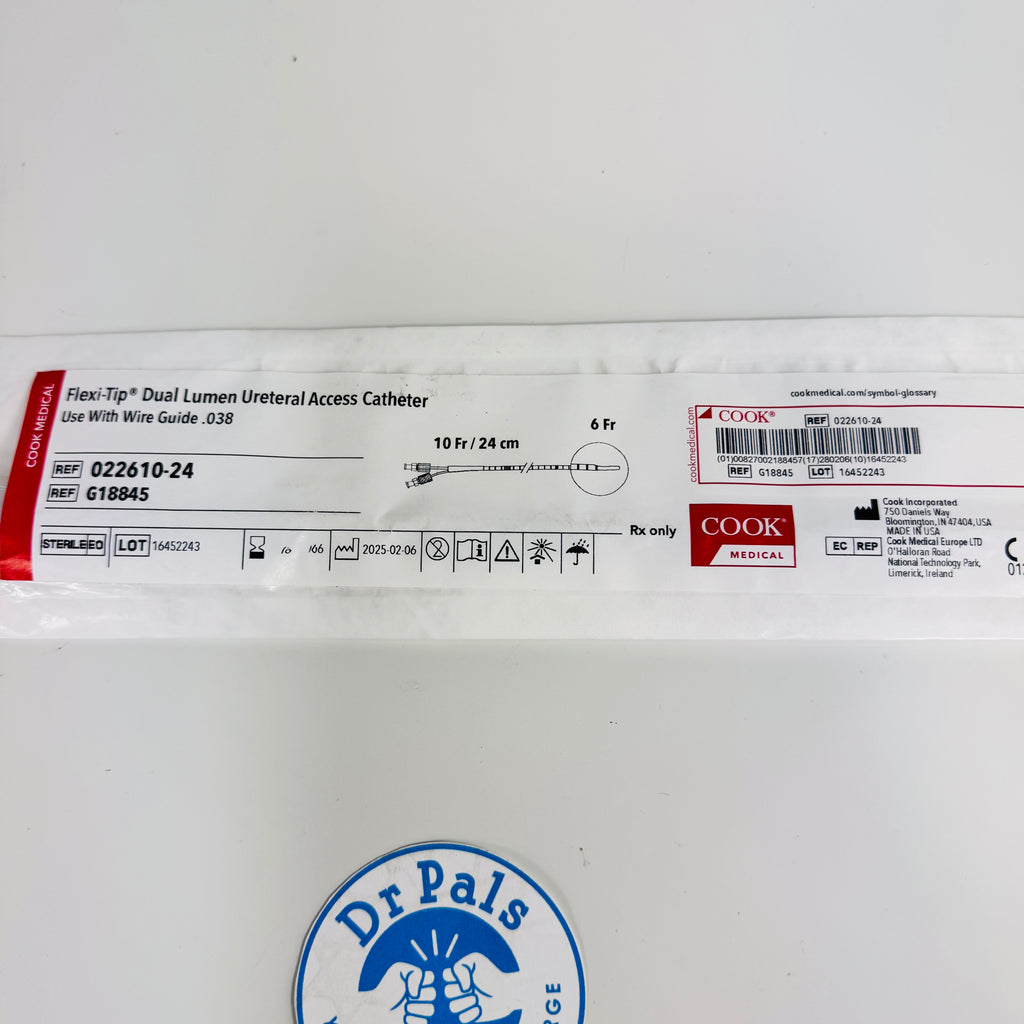 COOK MEDICAL
Flexi-Tip® Dual Lumen Ureteral Access Catheter
Use With Wire Guide .038
REF 022610-24
REF G18845
10 Fr / 24 cm
6 Fr
STERILE EO
LOT 16452243
2025-02-06
Rx only
cookmedical.com/symbol-glossary
cookmedical.com
COOK®
REF 022610-24
(01)00827002188457(17)280206(10)16452243
REF G18845 LOT 16452243
COOK®
MEDICAL
Cook Incorporated
750 Daniels Way
Bloomington, IN 47404, USA
MADE IN USA
EC REP
Cook Medical Europe LTD
O'Halloran Road
National Technology Park,
Limerick, Ireland
Dr Pals